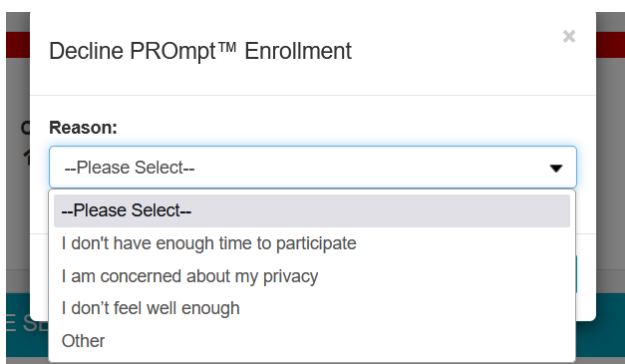 Decline PROmpt™ Enrollment
×
Reason:
--Please Select--
--Please Select--
I don't have enough time to participate
I am concerned about my privacy
I don’t feel well enough
Other